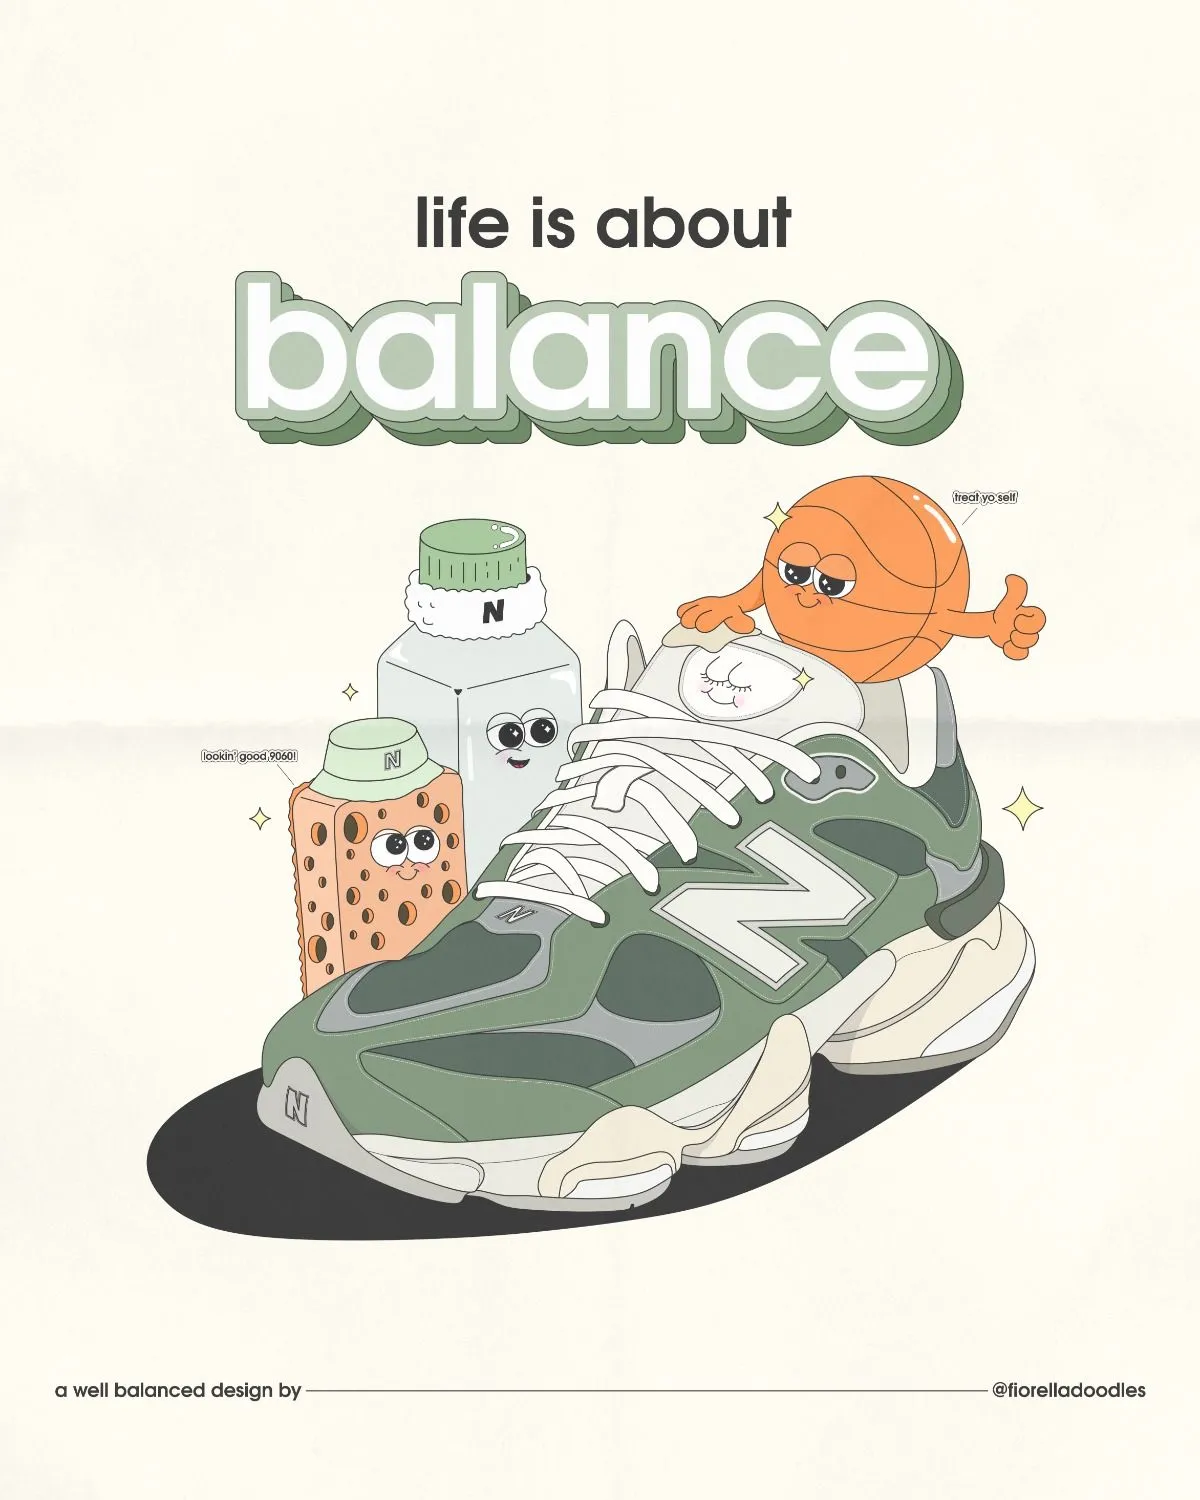 life is about
balance
treat yo self
N
lookin' good 9060!
N
N
N
N
a well balanced design by
@fiorelladoodles